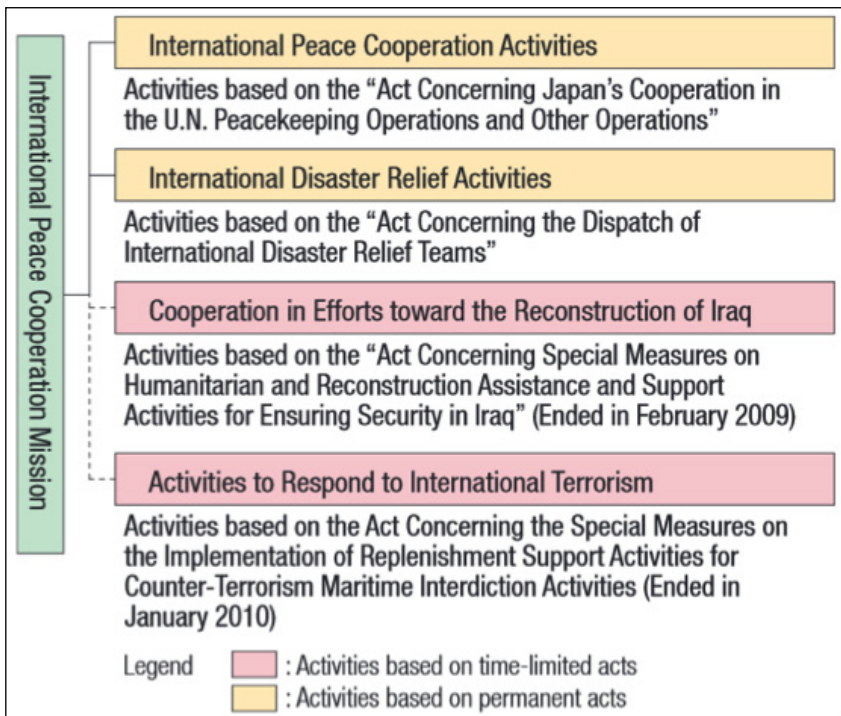 International Peace Cooperation Mission
International Peace Cooperation Activities
Activities based on the “Act Concerning Japan’s Cooperation in
the U.N. Peacekeeping Operations and Other Operations”
International Disaster Relief Activities
Activities based on the “Act Concerning the Dispatch of
International Disaster Relief Teams”
Cooperation in Efforts toward the Reconstruction of Iraq
Activities based on the “Act Concerning Special Measures on
Humanitarian and Reconstruction Assistance and Support
Activities for Ensuring Security in Iraq” (Ended in February 2009)
Activities to Respond to International Terrorism
Activities based on the Act Concerning the Special Measures on
the Implementation of Replenishment Support Activities for
Counter-Terrorism Maritime Interdiction Activities (Ended in
January 2010)
Legend : Activities based on time-limited acts
: Activities based on permanent acts